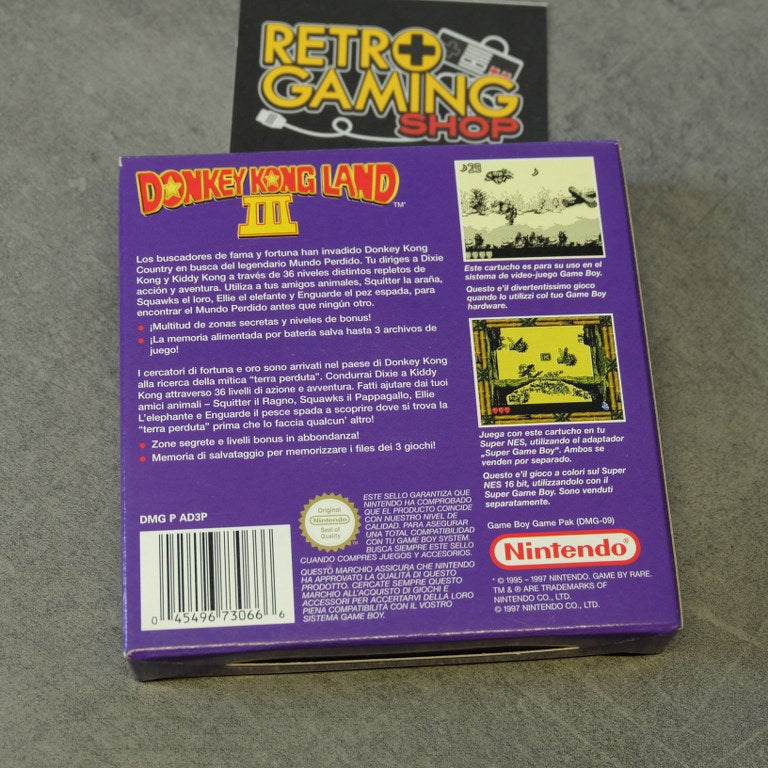 RETRO
GAMING
SHOP
DONKEY KONG LAND
III
™
Los buscadores de fama y fortuna han invadido Donkey Kong
Country en busca del legendario Mundo Perdido. Tu diriges a Dixie
Kong y Kiddy Kong a través de 36 niveles distintos repletos de
acción y aventura. Utiliza a tus amigos animales, Squitter la araña,
Squawks el loro, Ellie el elefante y Enguarde el pez espada, para
encontrar el Mundo Perdido antes que ningún otro.
• ¡Multitud de zonas secretas y niveles de bonus!
• ¡La memoria alimentada por bateria salva hasta 3 archivos de
juego!
I cercatori di fortuna e oro sono arrivati nel paese di Donkey Kong
alla ricerca della mitica “terra perduta”. Condurrai Dixie a Kiddy
Kong attraverso 36 livelli di azione e avventura. Fatti ajutare dai tuoi
amici animali – Squitter il Ragno, Squawks il Pappagallo, Ellie
L'elephante e Enguarde il pesce spada a scoprire dov si trova la
“terra perduta” prima che lo faccia qualcun' altro!
• Zone segrete e livelli bonus in abbondanza!
• Memoria di salvataggio per memorizzare i files dei 3 giochi!
28
Este cartucho es para su uso en el
sistema de video-juego Game Boy.
Questo e'il divertentissimo gioco
quando lo utilizzi col tuo Game Boy
hardware.
Juega con este cartucho en tu
Super NES, utilizando el adaptador
„Super Game Boy“. Ambos se
venden por separado.
Questo e'il gioco a colori sul Super
NES 16 bit, utilizzandolo con il
Super Game Boy. Sono venduti
separatamente.
DMG P AD3P
0 45496 73066 6
Original
Nintendo
Seal of
Quality
™
ESTE SELLO GARANTIZA QUE
NINTENDO HA COMPROBADO
QUE EL PRODUCTO COINCIDE
CON NUESTRO NIVEL DE
CALIDAD. PARA ASEGURAR
UNA TOTAL COMPATIBILIDAD
CON TU GAME BOY SYSTEM.
BUSCA SIEMPRE ESTE SELLO
CUANDO COMPRES JUEGOS Y ACCESORIOS.
QUESTO MARCHIO ASSICURA CHE NINTENDO
HA APPROVATO LA QUALITÀ DI QUESTO
PRODOTTO. CERCATE SEMPRE QUESTO
MARCHIO ALL'ACQUISTO DI GIOCHI E
ACCESSORI PER ACCERTARVI DELLA LORO
PIENA COMPATIBILITÀ CON IL VOSTRO
SISTEMA GAME BOY.
Game Boy Game Pak (DMG-09)
Nintendo®
* © 1995 – 1997 NINTENDO. GAME BY RARE.
TM & ® ARE TRADEMARKS OF
NINTENDO CO., LTD.
© 1997 NINTENDO CO., LTD.